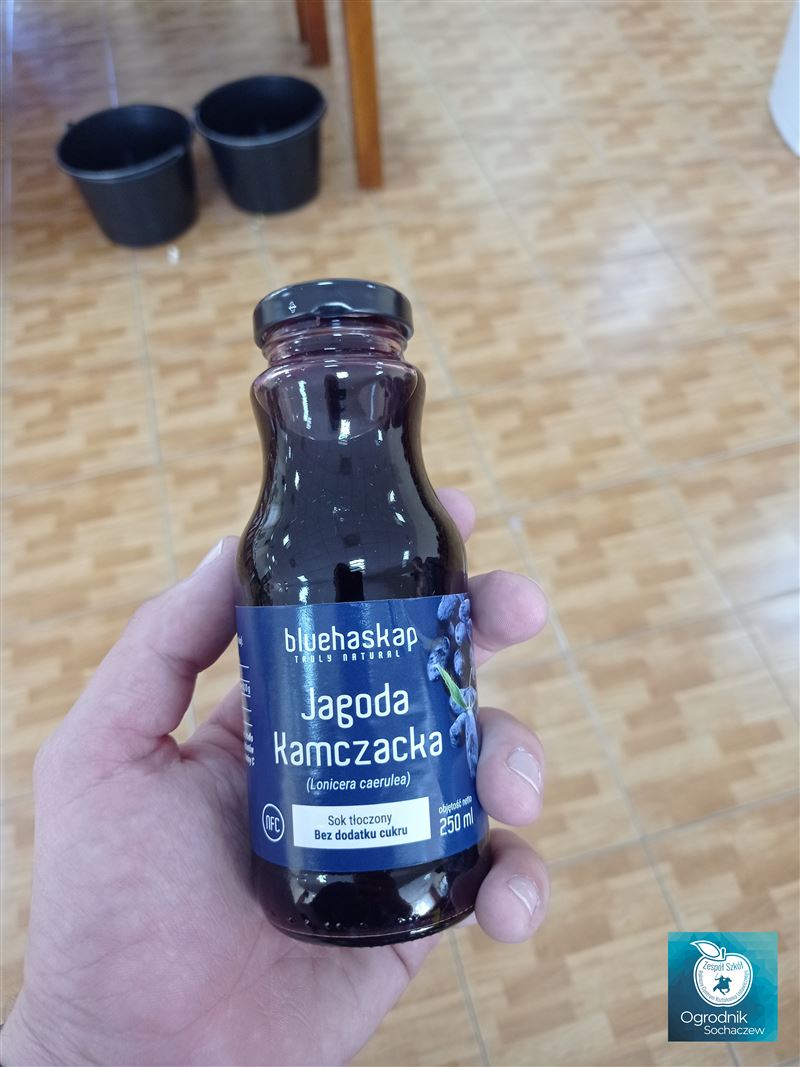 bluehaskap
TRULY NATURAL
Jagoda
Kamczacka
(Lonicera caerulea)
NFC
Sok tłoczony
Bez dodatku cukru
objętość netto
250 ml
Zespół Szkół
Ogrodnik
Sochaczew